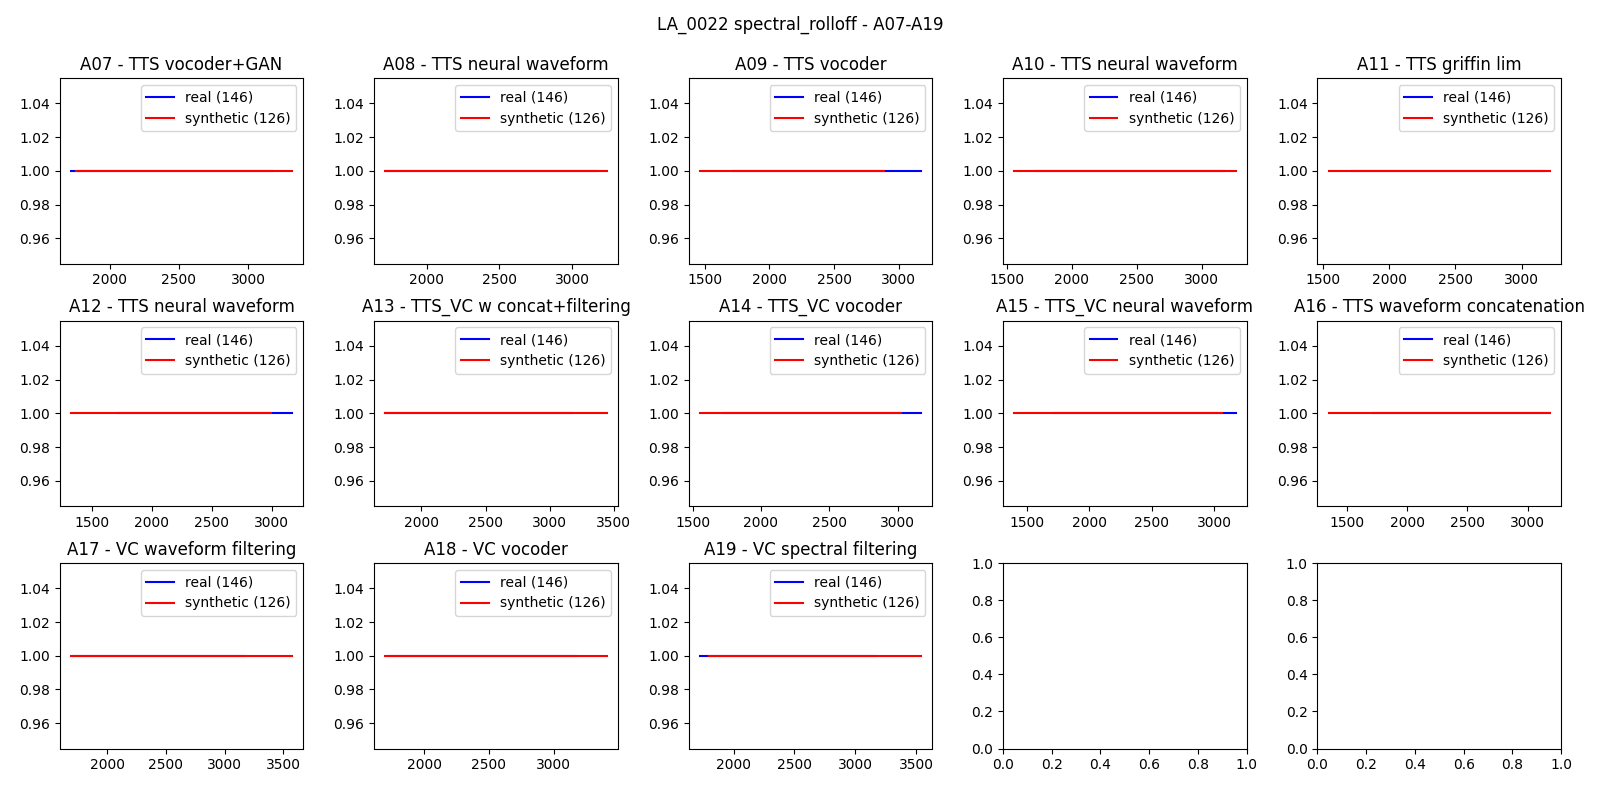 LA_0022 spectral_rolloff - A07-A19
A07 - TTS vocoder+GAN
real (146)
synthetic (126)
1.04
1.02
1.00
0.98
0.96
2000 2500 3000
A08 - TTS neural waveform
real (146)
synthetic (126)
1.04
1.02
1.00
0.98
0.96
2000 2500 3000
A09 - TTS vocoder
real (146)
synthetic (126)
1.04
1.02
1.00
0.98
0.96
1500 2000 2500 3000
A10 - TTS neural waveform
real (146)
synthetic (126)
1.04
1.02
1.00
0.98
0.96
1500 2000 2500 3000
A11 - TTS griffin lim
real (146)
synthetic (126)
1.04
1.02
1.00
0.98
0.96
1500 2000 2500 3000
A12 - TTS neural waveform
real (146)
synthetic (126)
1.04
1.02
1.00
0.98
0.96
1500 2000 2500 3000
A13 - TTS_VC w concat+filtering
real (146)
synthetic (126)
1.04
1.02
1.00
0.98
0.96
2000 2500 3000 3500
A14 - TTS_VC vocoder
real (146)
synthetic (126)
1.04
1.02
1.00
0.98
0.96
1500 2000 2500 3000
A15 - TTS_VC neural waveform
real (146)
synthetic (126)
1.04
1.02
1.00
0.98
0.96
1500 2000 2500 3000
A16 - TTS waveform concatenation
real (146)
synthetic (126)
1.04
1.02
1.00
0.98
0.96
1500 2000 2500 3000
A17 - VC waveform filtering
real (146)
synthetic (126)
1.04
1.02
1.00
0.98
0.96
2000 2500 3000 3500
A18 - VC vocoder
real (146)
synthetic (126)
1.04
1.02
1.00
0.98
0.96
2000 2500 3000
A19 - VC spectral filtering
real (146)
synthetic (126)
1.04
1.02
1.00
0.98
0.96
2000 2500 3000 3500
1.0
0.8
0.6
0.4
0.2
0.0
0.0 0.2 0.4 0.6 0.8 1.0
1.0
0.8
0.6
0.4
0.2
0.0
0.0 0.2 0.4 0.6 0.8 1.0